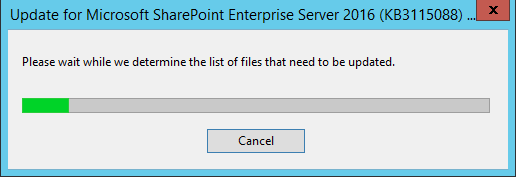 Update for Microsoft SharePoint Enterprise Server 2016 (KB3115088) ...
Please wait while we determine the list of files that need to be updated.
Cancel